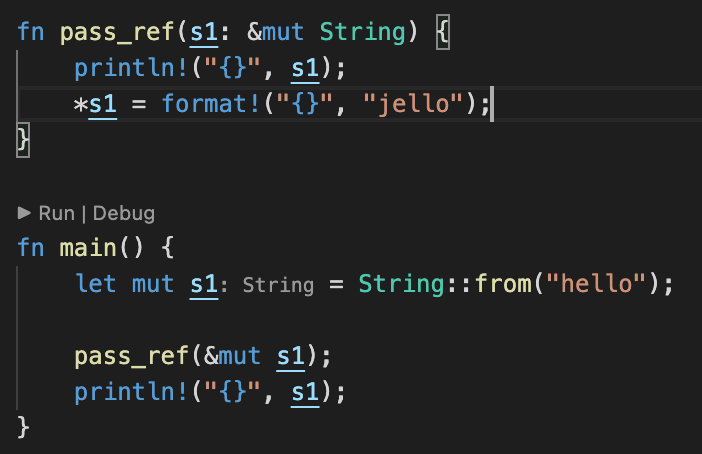 fn pass_ref(s1: &mut String) {
    println!("{}", s1);
    *s1 = format!("{}", "jello");
}
▶ Run | Debug
fn main() {
    let mut s1: String = String::from("hello");
    pass_ref(&mut s1);
    println!("{}", s1);
}